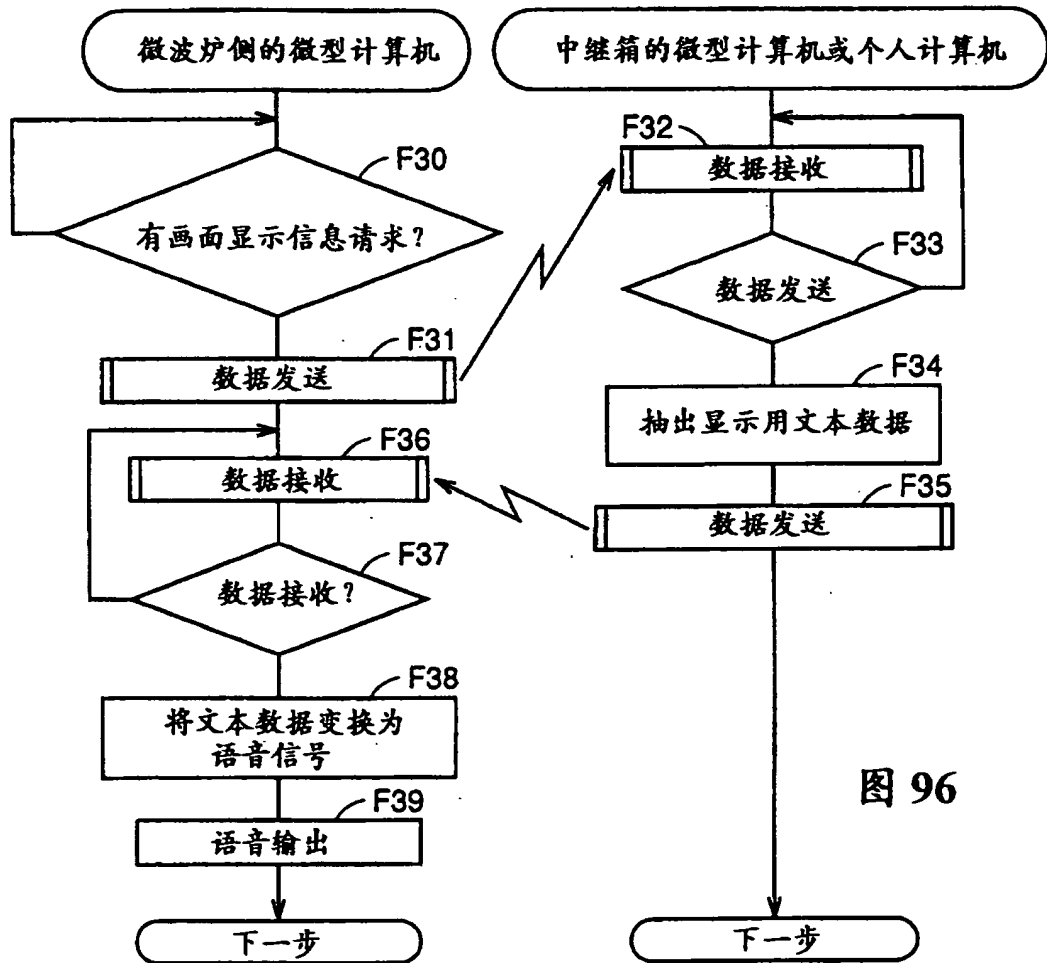 微波炉侧的微型计算机
F30
有画面显示信息请求?
F31
数据发送
F36
数据接收
F37
数据接收?
F38
将文本数据变换为
语音信号
F39
语音输出
下一步
中继箱的微型计算机或个人计算机
F32
数据接收
F33
数据发送
F34
抽出显示用文本数据
F35
数据发送
下一步
图 96